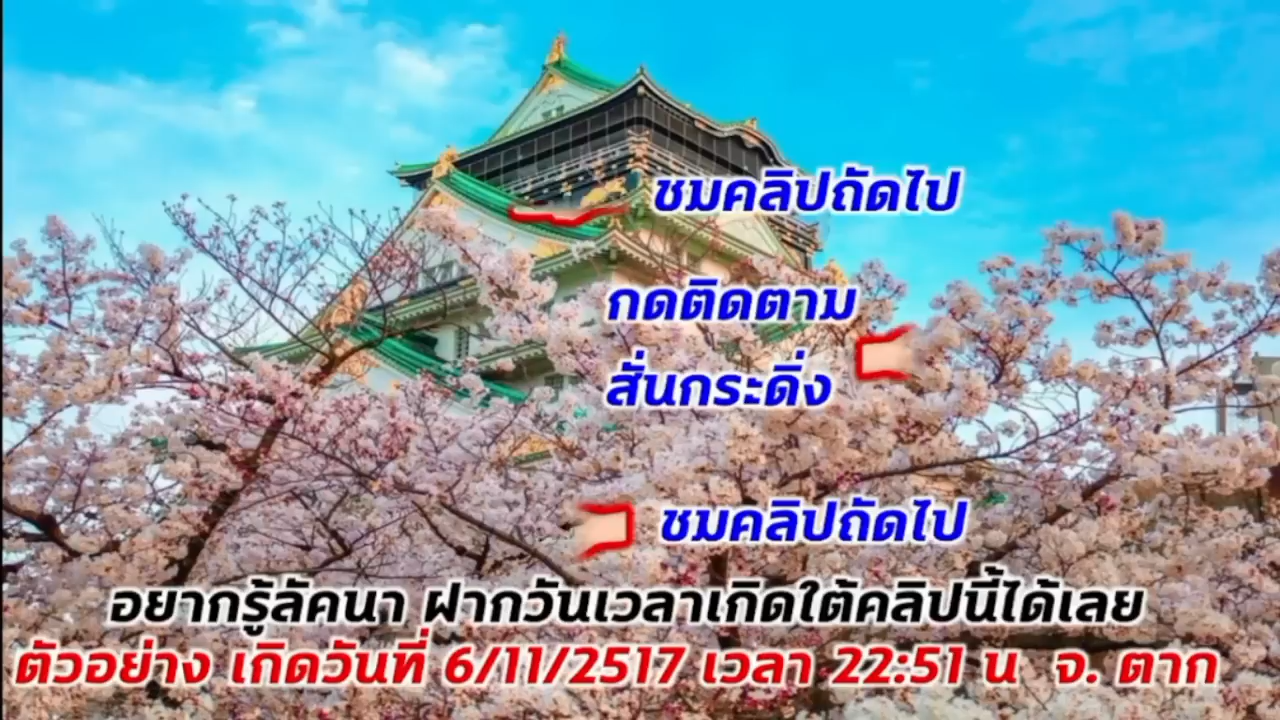 ชมคลิปถัดไป
กดติดตาม
สั่นกระดิ่ง
ชมคลิปถัดไป
อยากรู้ลัคนา ฝากวันเวลาเกิดใต้คลิปนี้ได้เลย
ตัวอย่าง เกิดวันที่ 6/11/2517 เวลา 22:51 น จ. ตาก